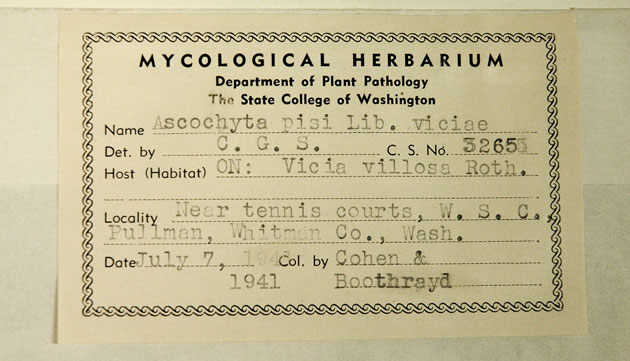 MYCOLOGICAL HERBARIUM
Department of Plant Pathology
The State College of Washington
Name Ascochyta pisi Lib. viciae
Det. by C. G. S. C. S. No.
Host (Habitat) ON: Vicia villosa Roth.
Locality Near tennis courts, W. S. C.,
Pullman, Whitman Co., Wash.
Date July 7, Col. by Cohen &
1941 Boothrayd